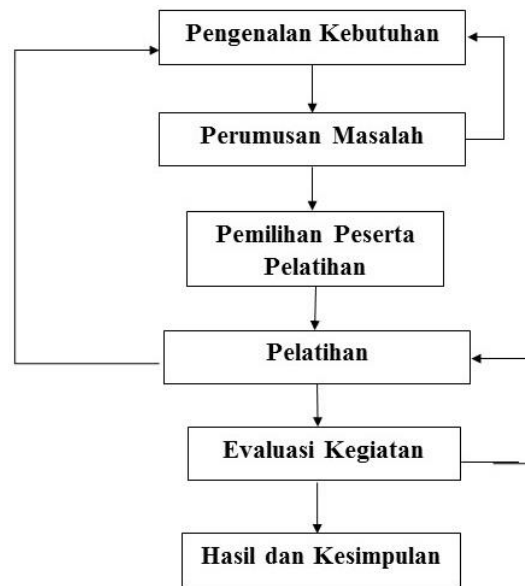 Pengenalan Kebutuhan
Perumusan Masalah
Pemilihan Peserta
Pelatihan
Pelatihan
Evaluasi Kegiatan
Hasil dan Kesimpulan